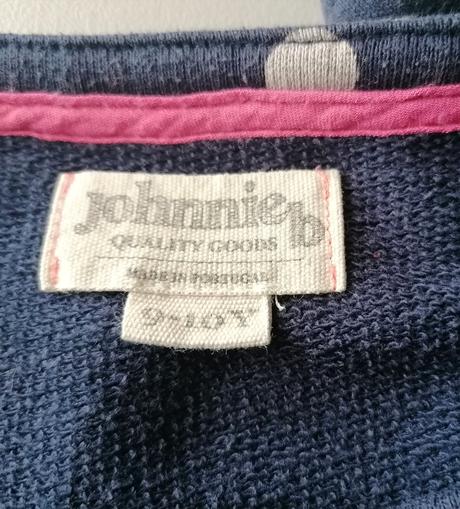 johnnie b
QUALITY GOODS
MADE IN PORTUGAL
9-10Y